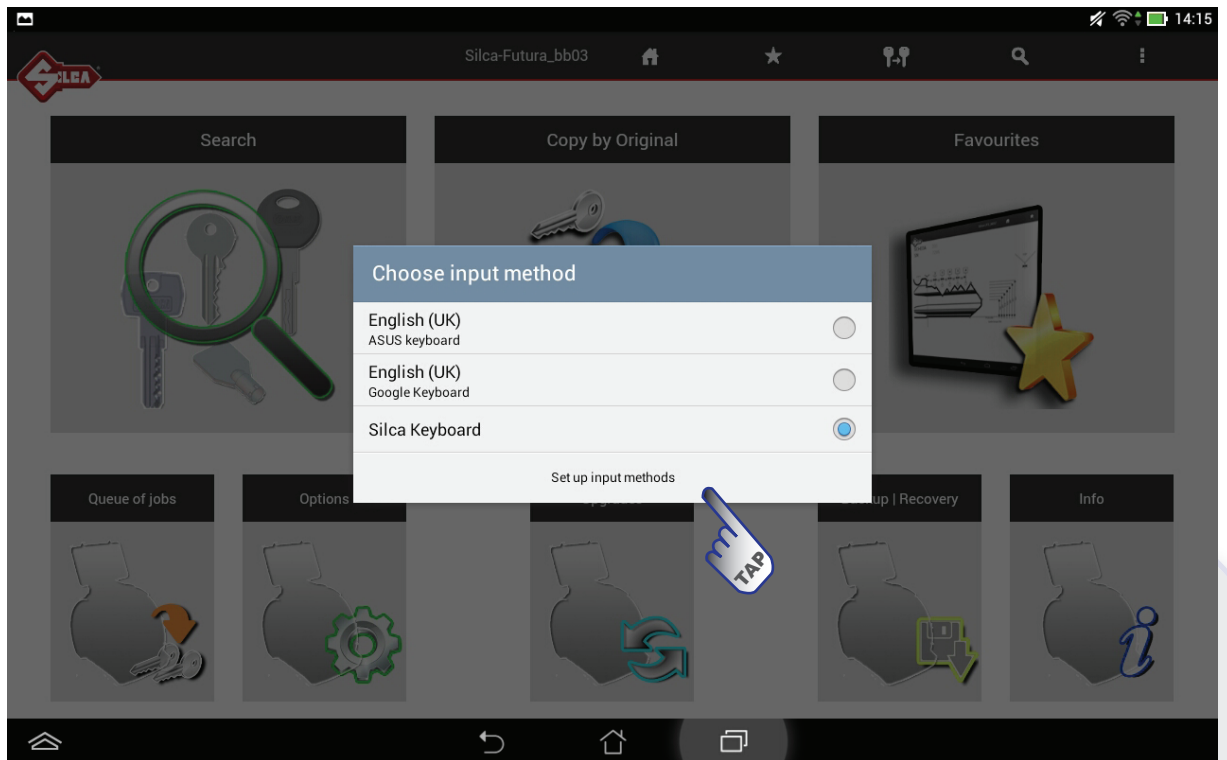 14:15
SILCA
Silca-Futura_bb03
Search
Copy by Original
Favourites
Choose input method
English (UK)
ASUS keyboard
English (UK)
Google Keyboard
Silca Keyboard
Set up input methods
Queue of jobs
Options
Recovery
Info
TAP